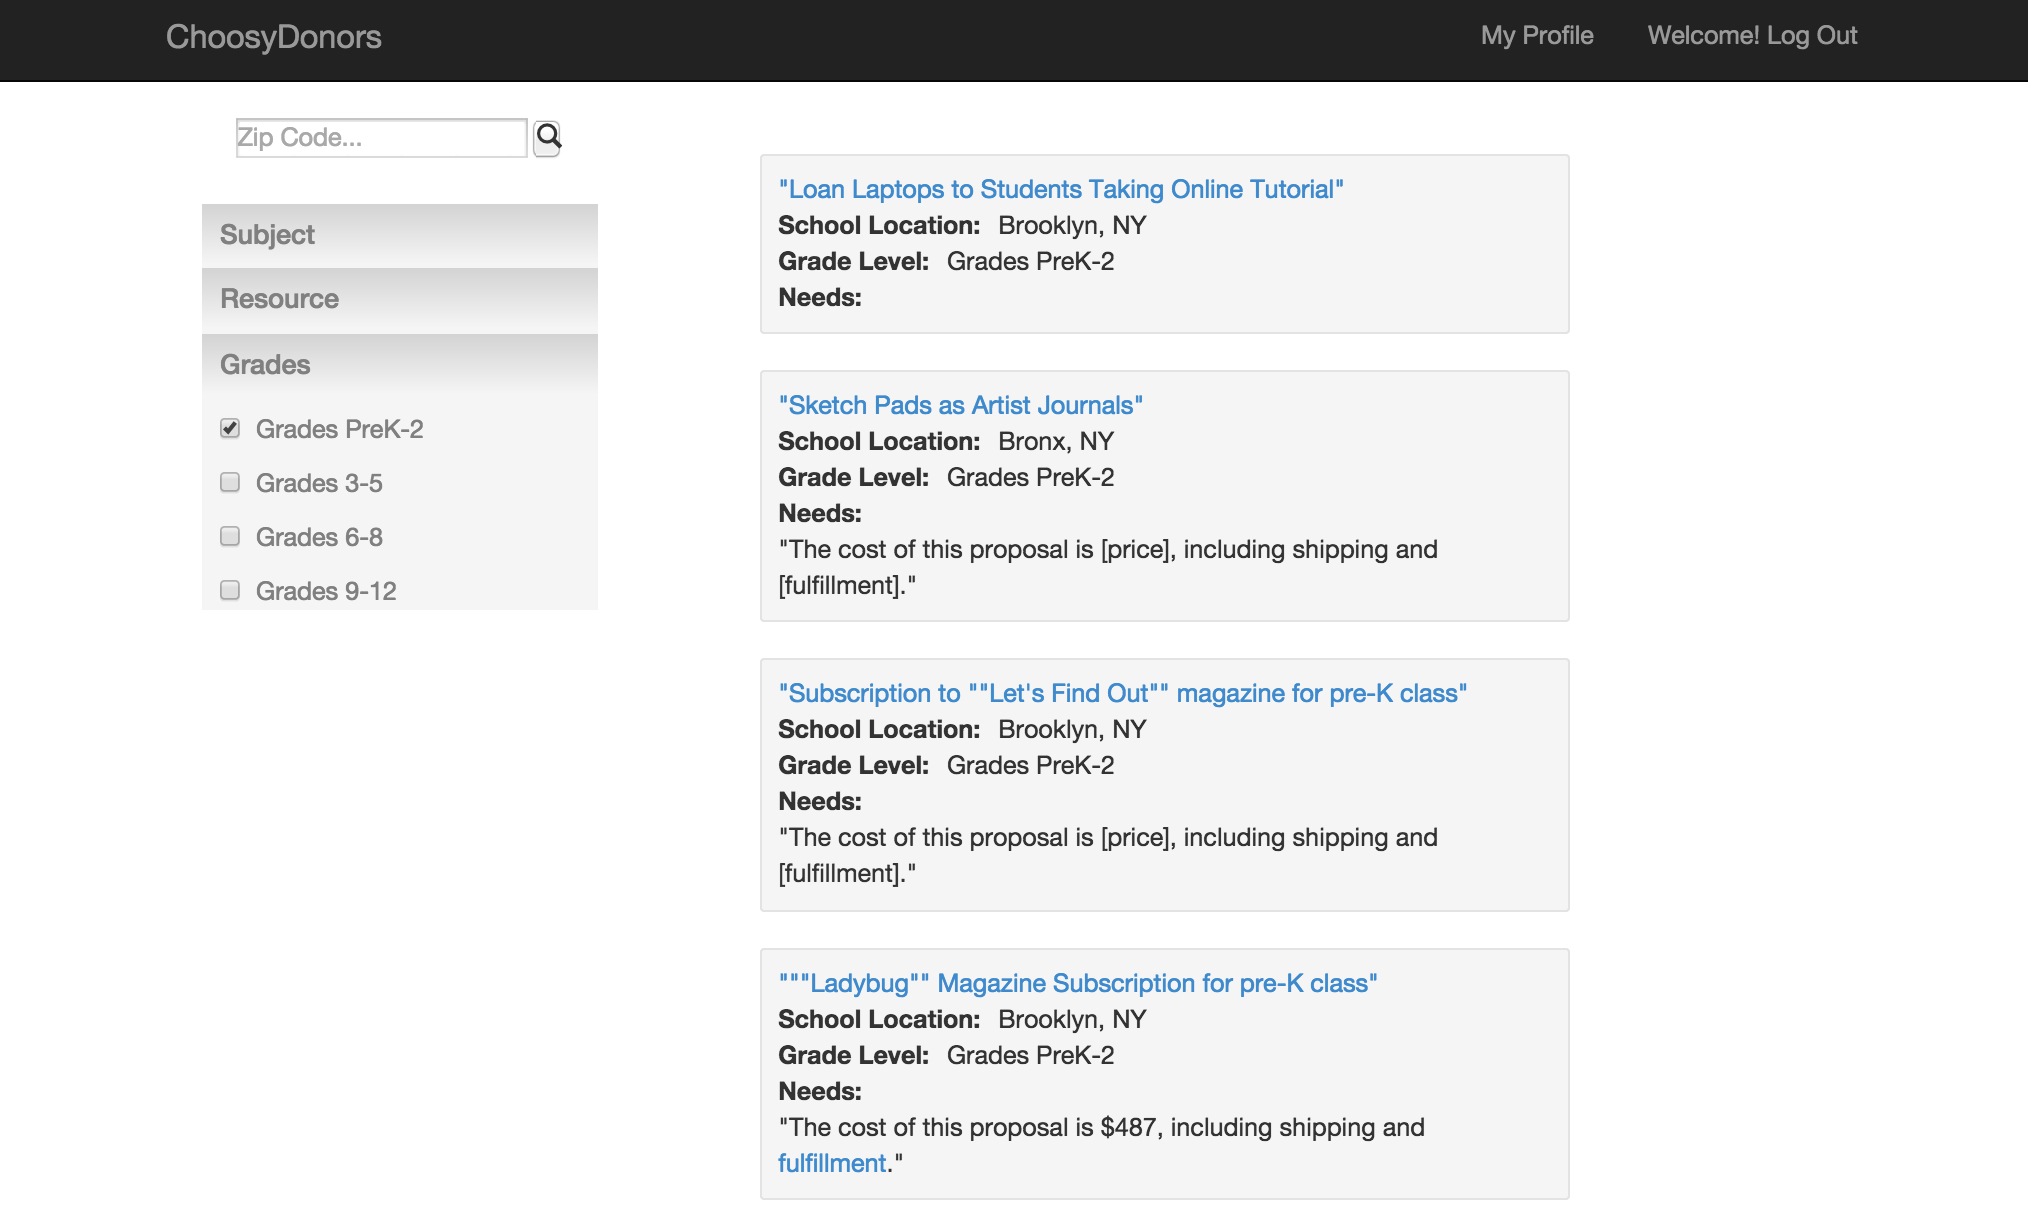 ChoosyDonors
My Profile
Welcome! Log Out
Zip Code...
Subject
Resource
Grades
Grades PreK-2
Grades 3-5
Grades 6-8
Grades 9-12
"Loan Laptops to Students Taking Online Tutorial"
School Location: Brooklyn, NY
Grade Level: Grades PreK-2
Needs:
"Sketch Pads as Artist Journals"
School Location: Bronx, NY
Grade Level: Grades PreK-2
Needs:
"The cost of this proposal is [price], including shipping and
[fulfillment]."
"Subscription to ""Let's Find Out"" magazine for pre-K class"
School Location: Brooklyn, NY
Grade Level: Grades PreK-2
Needs:
"The cost of this proposal is [price], including shipping and
[fulfillment]."
"""Ladybug"" Magazine Subscription for pre-K class"
School Location: Brooklyn, NY
Grade Level: Grades PreK-2
Needs:
"The cost of this proposal is $487, including shipping and
fulfillment."